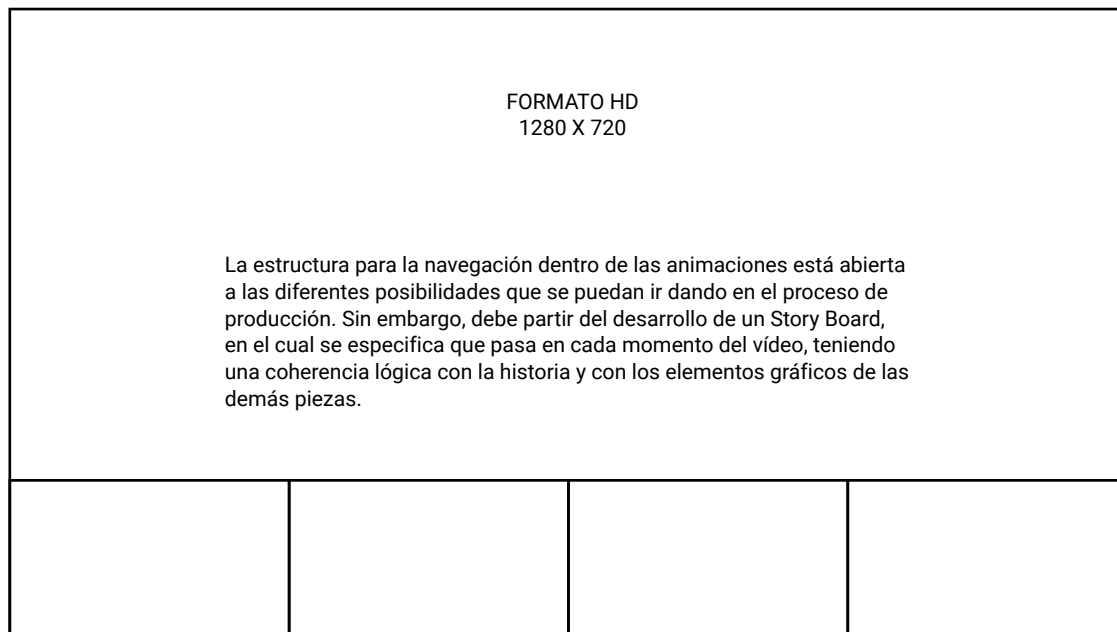 FORMATO HD
1280 X 720
La estructura para la navegación dentro de las animaciones está abierta
a las diferentes posibilidades que se puedan ir dando en el proceso de
producción. Sin embargo, debe partir del desarrollo de un Story Board,
en el cual se especifica que pasa en cada momento del vídeo, teniendo
una coherencia lógica con la historia y con los elementos gráficos de las
demás piezas.